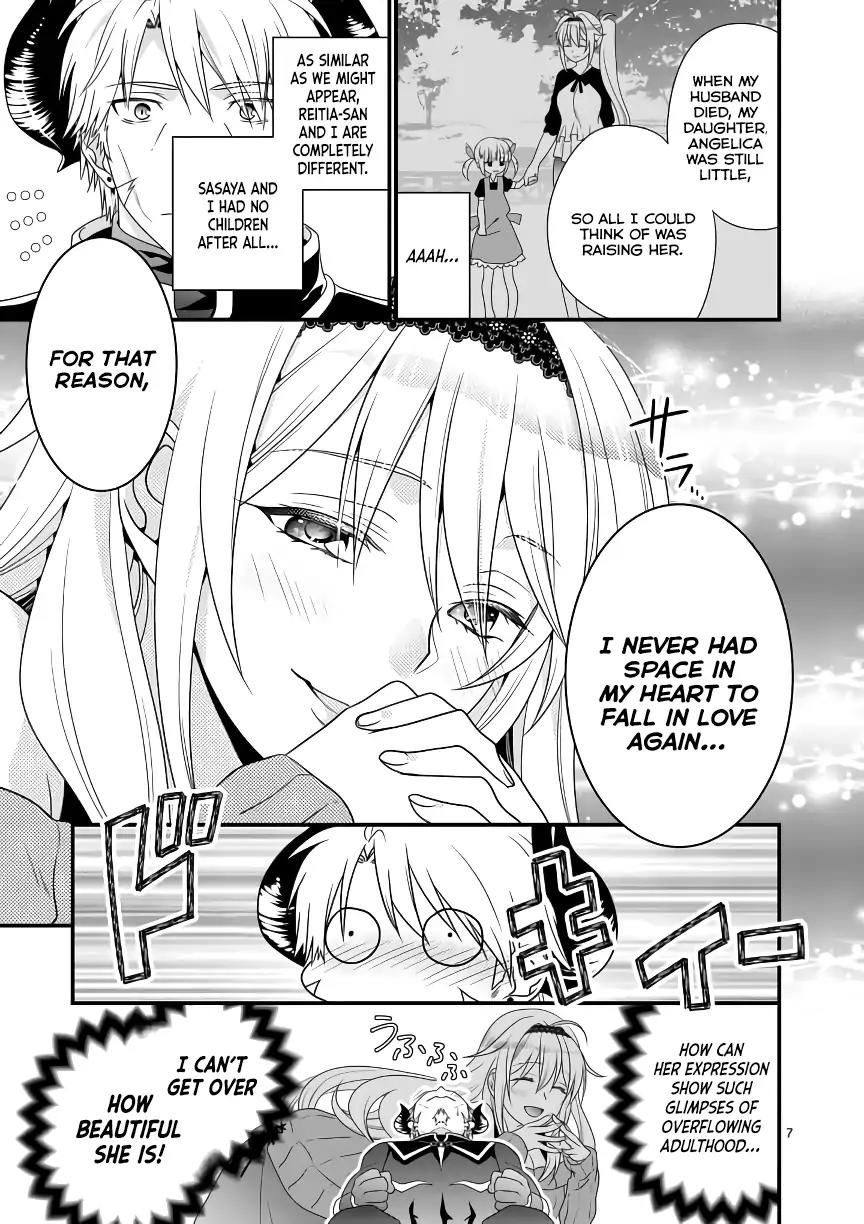 WHEN MY
HUSBAND
DIED, MY
DAUGHTER,
ANGELICA
WAS STILL
LITTLE,
SO ALL I COULD
THINK OF WAS
RAISING HER.
AAAH...
AS SIMILAR
AS WE MIGHT
APPEAR,
REITIA-SAN
AND I ARE
COMPLETELY
DIFFERENT.
SASAYA AND
I HAD NO
CHILDREN
AFTER ALL...
○○○
○○○
○○○
FOR THAT
REASON,
キラ…
I NEVER HAD
SPACE IN
MY HEART TO
FALL IN LOVE
AGAIN...
ドキィー
HOW CAN
HER EXPRESSION
SHOW SUCH
GLIMPSES OF
OVERFLOWING
ADULTHOOD...
うふふふ
I CAN'T
GET OVER
HOW
BEAUTIFUL
SHE IS!
7